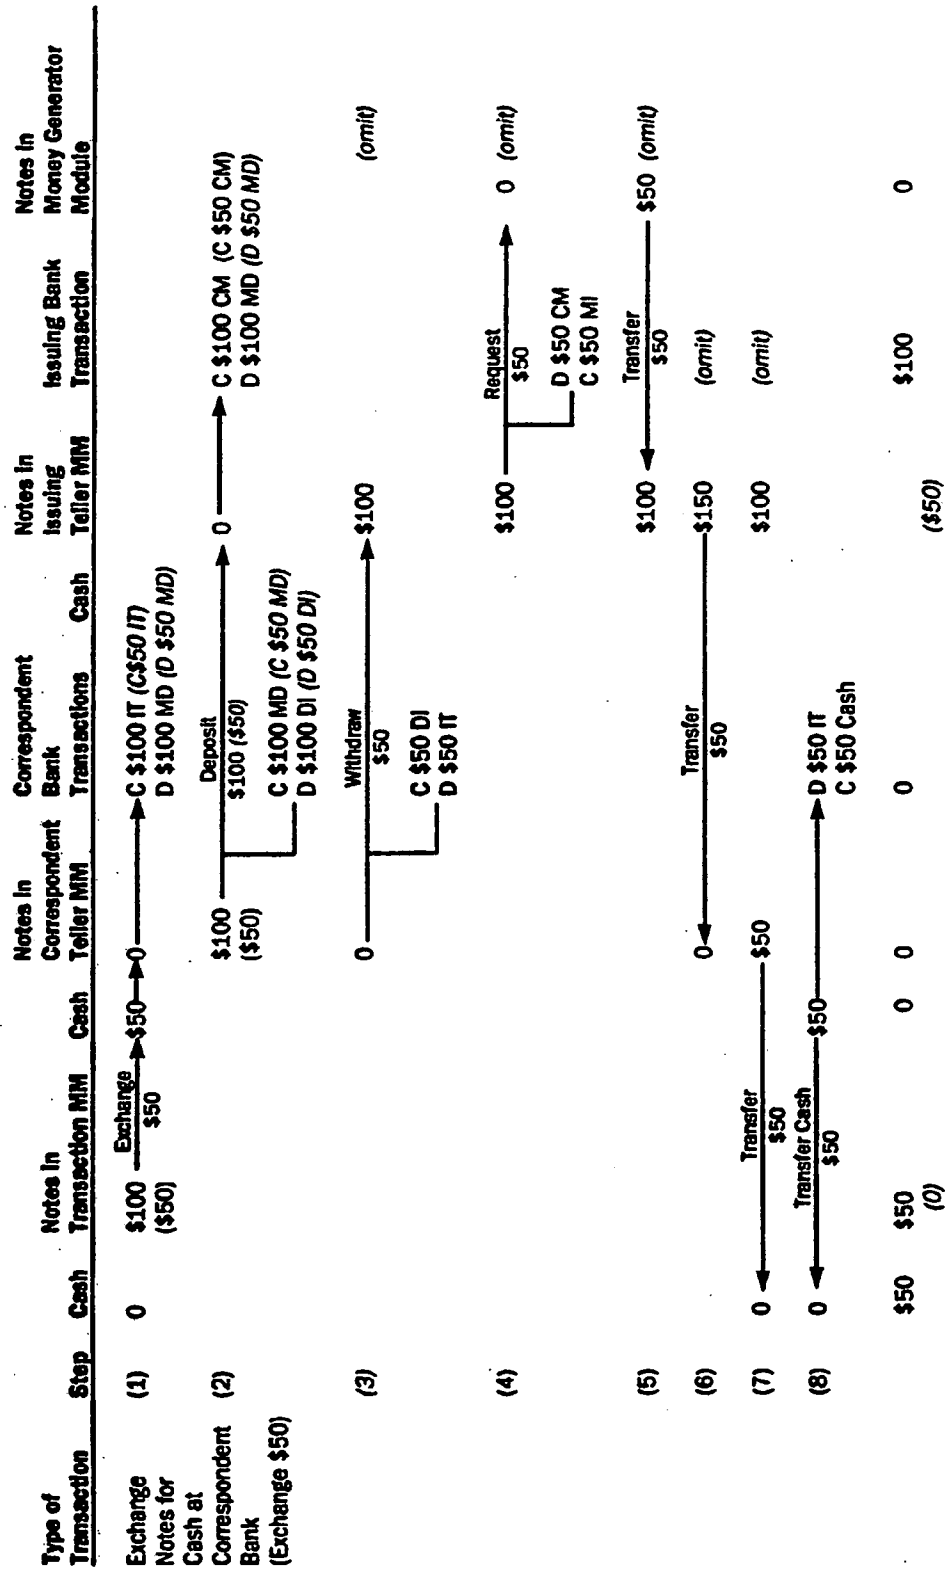 Type of
Transaction
Step
Cash
Notes in
Transaction MM
Cash
Notes in
Correspondent
Teller MM
Correspondent
Bank
Transactions
Cash
Notes in
Issuing
Teller MM
Issuing Bank
Transaction
Notes in
Money Generator
Module
Exchange
Notes for
Cash at
Correspondent
Bank
(Exchange $50)
(1)
0
$100
($50)
Exchange
$50
$50
0
C $100 IT (C$50 IT)
D $100 MD (D $50 MD)
(2)
$100
($50)
Deposit
$100 ($50)
C $100 MD (C $50 MD)
D $100 DI (D $50 DI)
0
C $100 CM (C $50 CM)
D $100 MD (D $50 MD)
(3)
0
Withdraw
$50
C $50 DI
D $50 IT
$100
(omit)
(4)
$100
Request
$50
D $50 CM
C $50 MI
0
(omit)
(5)
$100
Transfer
$50
$50 (omit)
(6)
0
Transfer
$50
$150
(omit)
(7)
0
Transfer
$50
$50
$100
(omit)
(8)
0
Transfer Cash
$50
$50
D $50 IT
C $50 Cash
$50
$50
(0)
0
0
0
($50)
$100
0